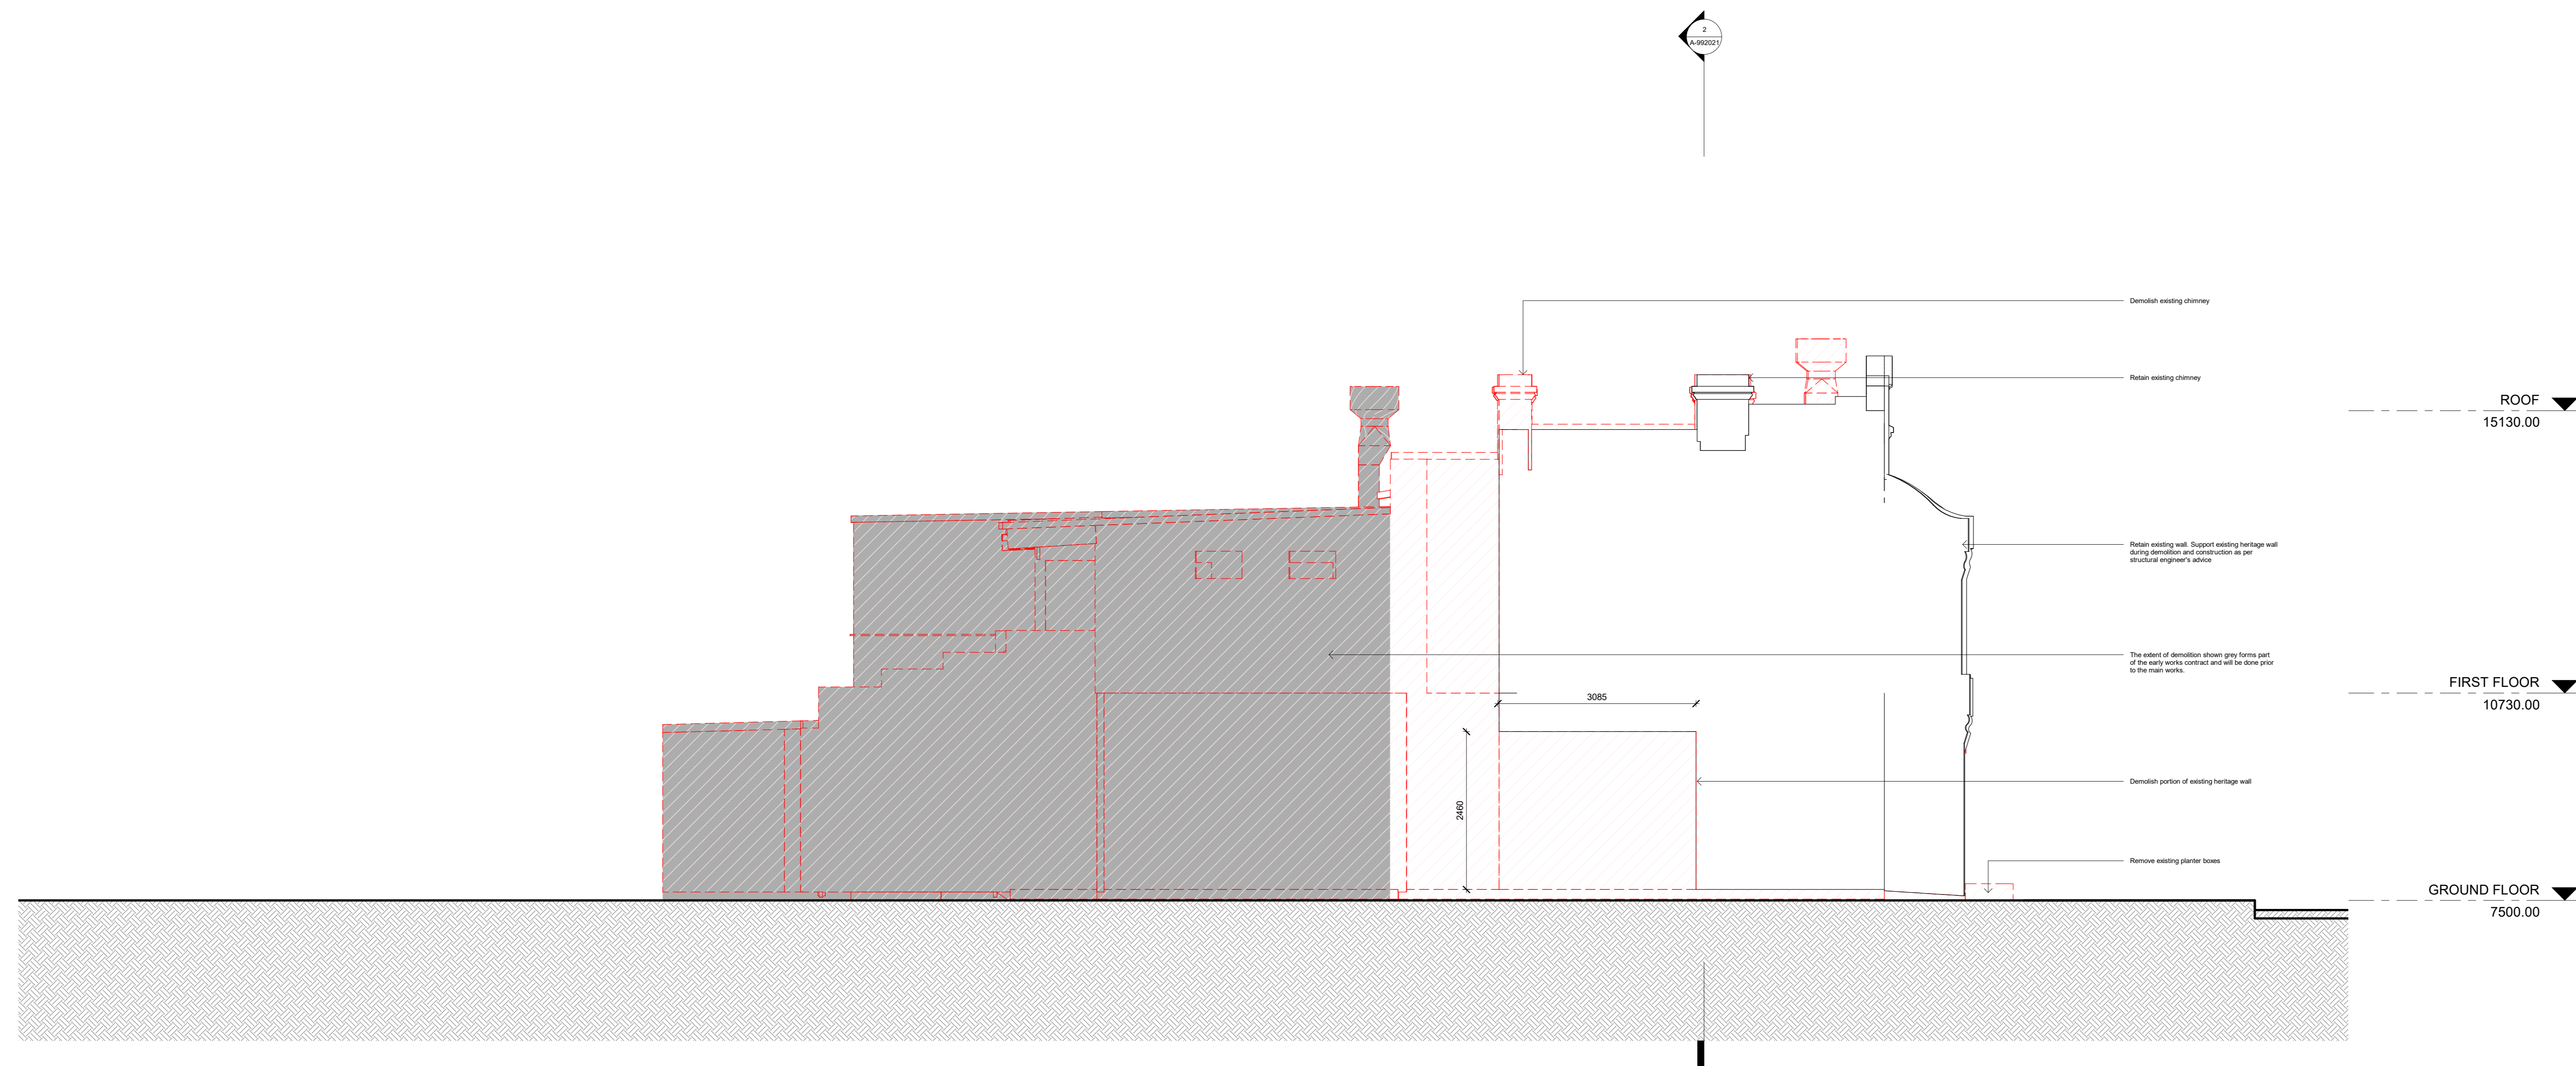 2
A-992021
Demolish existing chimney
Retain existing chimney
ROOF
15130.00
Retain existing wall. Support existing heritage wall
during demolition and construction as per
structural engineer's advice
The extent of demolition shown grey forms part
of the early works contract and will be done prior
to the main works.
FIRST FLOOR
10730.00
3085
2460
Demolish portion of existing heritage wall
Remove existing planter boxes
GROUND FLOOR
7500.00